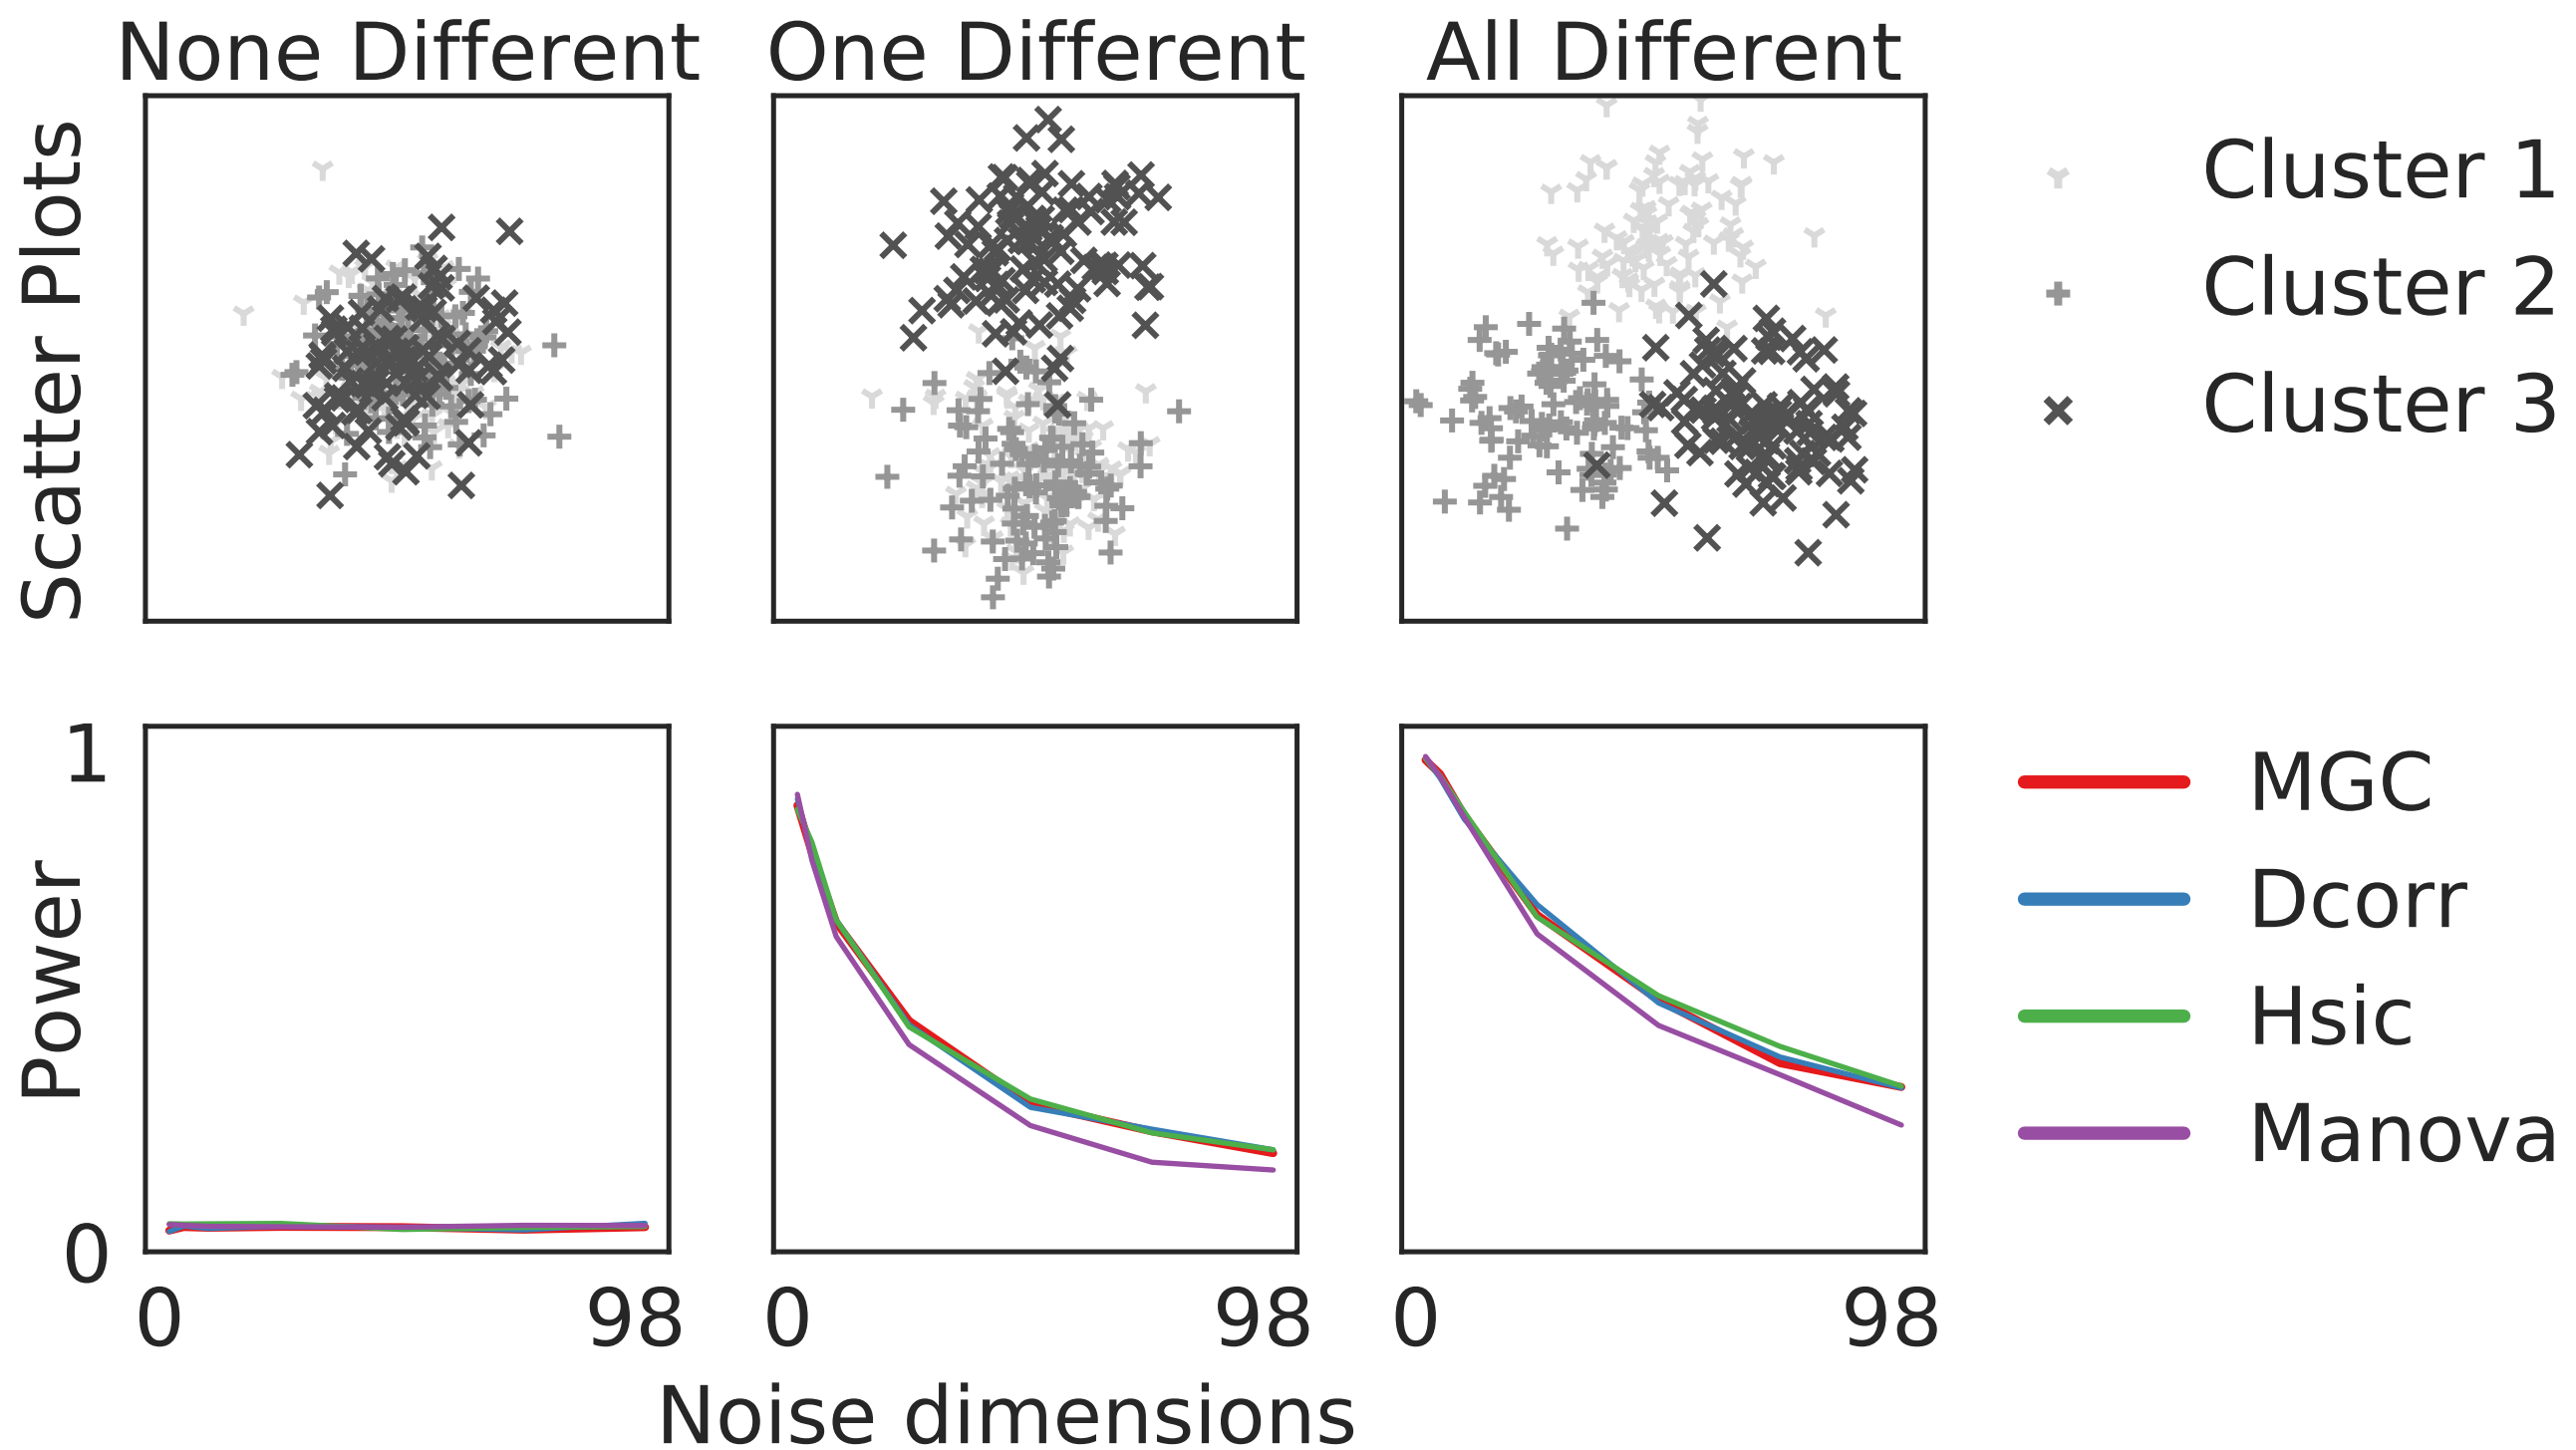 None Different
One Different
All Different
Scatter Plots
Cluster 1
Cluster 2
Cluster 3
Power
1
0
MGC
Dcorr
Hsic
Manova
0 98
0 98
0 98
Noise dimensions